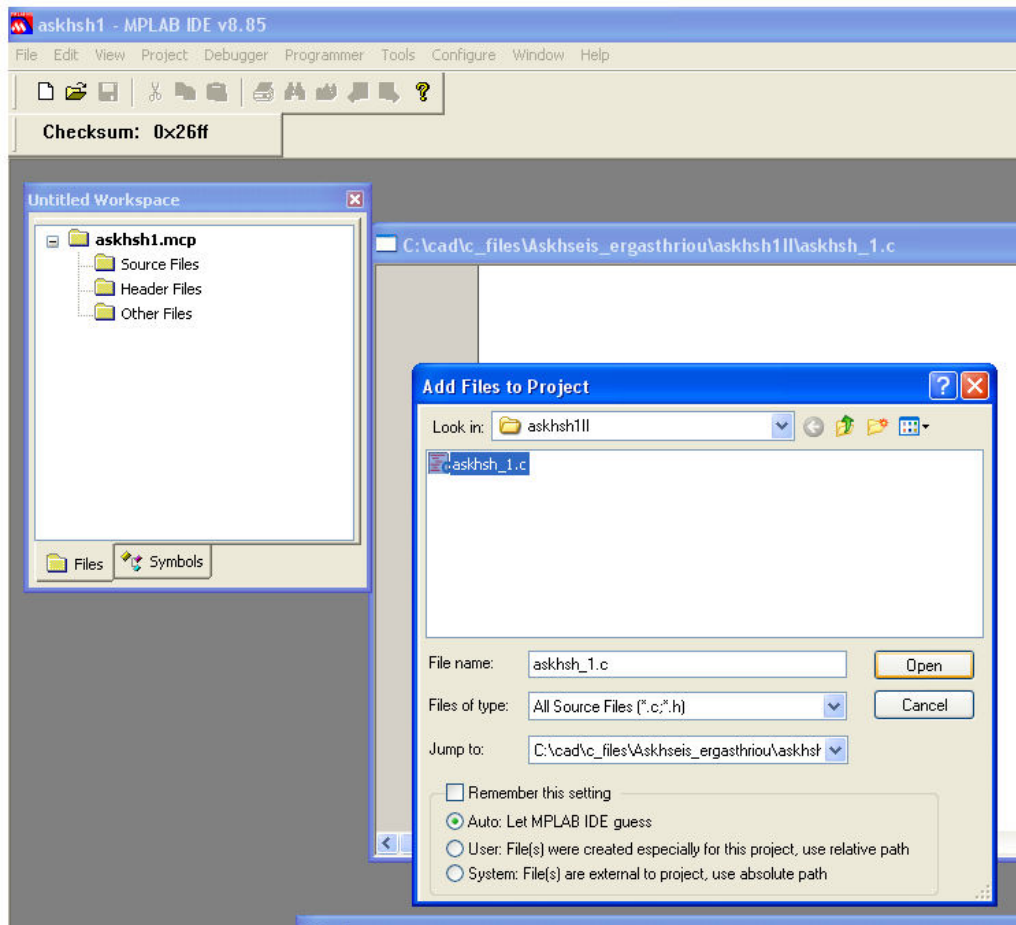 askhsh1 - MPLAB IDE v8.85
File Edit View Project Debugger Programmer Tools Configure Window Help
Checksum: 0x26ff
Untitled Workspace
askhsh1.mcp
Source Files
Header Files
Other Files
Files Symbols
C:\cad\c_files\Askhseis_ergasthriou\askhsh1II\askhsh_1.c
Add Files to Project
Look in: askhsh1II
askhsh_1.c
File name: askhsh_1.c Open
Files of type: All Source Files (*.c;*.h) Cancel
Jump to: C:\cad\c_files\Askhseis_ergasthriou\askhsh
Remember this setting
Auto: Let MPLAB IDE guess
User: File(s) were created especially for this project, use relative path
System: File(s) are external to project, use absolute path